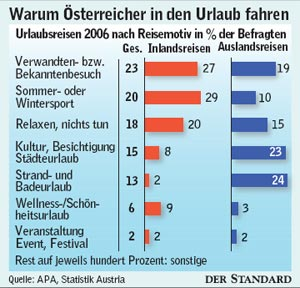 Warum Österreicher in den Urlaub fahren
Urlaubsreisen 2006 nach Reisemotiv in % der Befragten
Ges. Inlandsreisen Auslandsreisen
Verwandten- bzw.
Bekanntenbesuch 23 27 19
Sommer- oder
Wintersport 20 29 10
Relaxen, nichts tun 18 20 15
Kultur, Besichtigung
Städteurlaub 15 8 23
Strand- und
Badeurlaub 13 2 24
Wellness-/Schön-
heitsurlaub 6 9 3
Veranstaltung
Event, Festival 2 2 2
Rest auf jeweils hundert Prozent: sonstige
Quelle: APA, Statistik Austria DER STANDARD